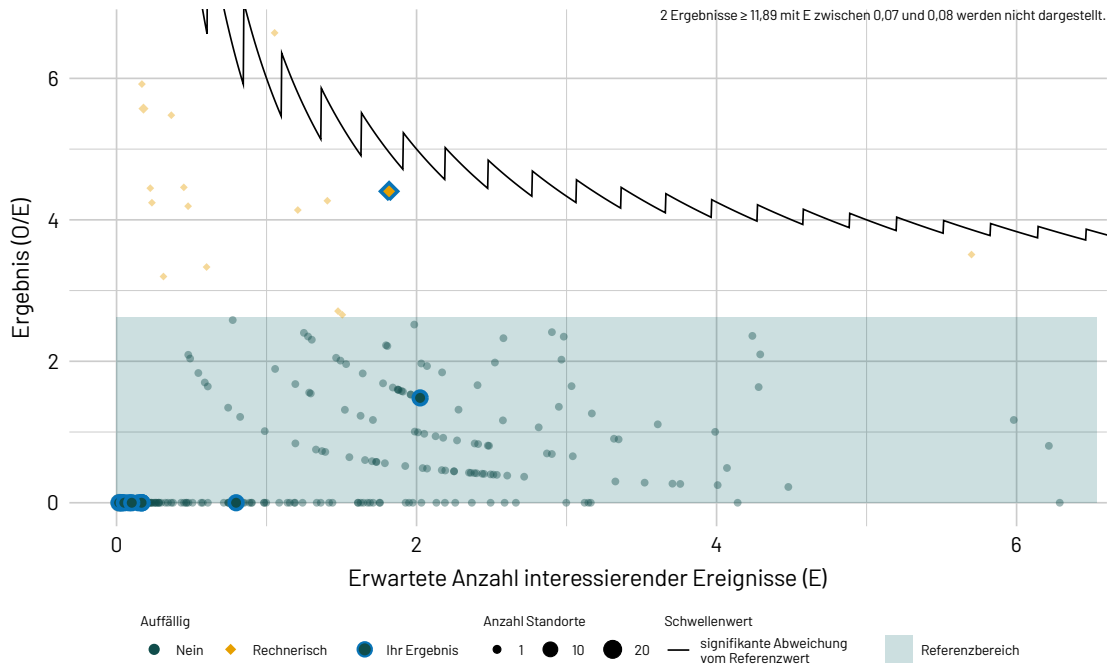 2 Ergebnisse ≥ 11,89 mit E zwischen 0,07 und 0,08 werden nicht dargestellt.
Ergebnis (O/E)
6
4
2
0
0 2 4 6
Erwartete Anzahl interessierender Ereignisse (E)
Auffällig
Nein Rechnerisch Ihr Ergebnis
Anzahl Standorte
1 10 20
Schwellenwert
signifikante Abweichung
vom Referenzwert
Referenzbereich